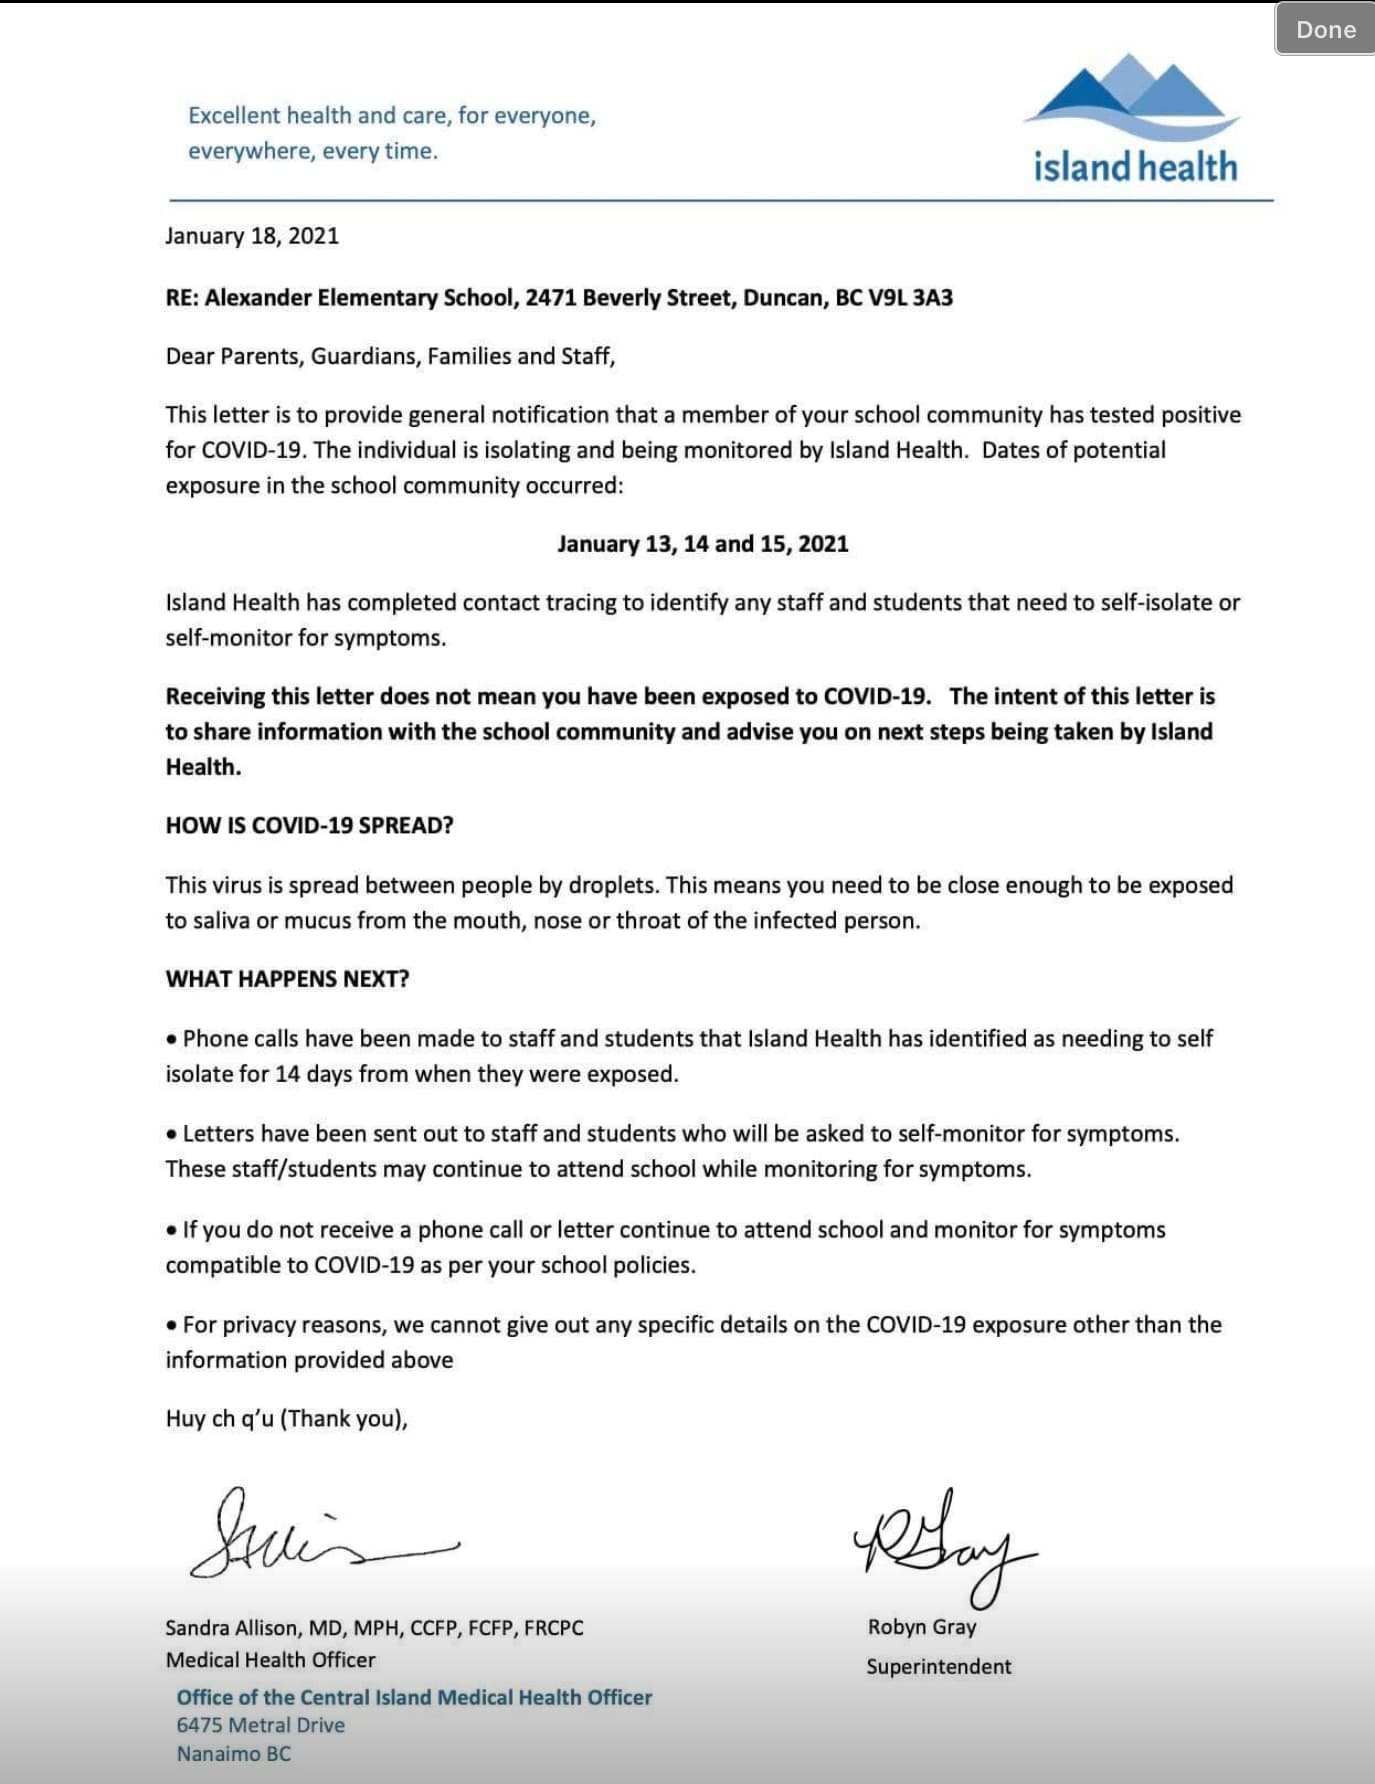 Done
Excellent health and care, for everyone,
everywhere, every time.
island health
January 18, 2021
RE: Alexander Elementary School, 2471 Beverly Street, Duncan, BC V9L 3A3
Dear Parents, Guardians, Families and Staff,
This letter is to provide general notification that a member of your school community has tested positive
for COVID-19. The individual is isolating and being monitored by Island Health.  Dates of potential
exposure in the school community occurred:
January 13, 14 and 15, 2021
Island Health has completed contact tracing to identify any staff and students that need to self-isolate or
self-monitor for symptoms.
Receiving this letter does not mean you have been exposed to COVID-19.   The intent of this letter is
to share information with the school community and advise you on next steps being taken by Island
Health.
HOW IS COVID-19 SPREAD?
This virus is spread between people by droplets. This means you need to be close enough to be exposed
to saliva or mucus from the mouth, nose or throat of the infected person.
WHAT HAPPENS NEXT?
• Phone calls have been made to staff and students that Island Health has identified as needing to self
isolate for 14 days from when they were exposed.
• Letters have been sent out to staff and students who will be asked to self-monitor for symptoms.
These staff/students may continue to attend school while monitoring for symptoms.
• If you do not receive a phone call or letter continue to attend school and monitor for symptoms
compatible to COVID-19 as per your school policies.
• For privacy reasons, we cannot give out any specific details on the COVID-19 exposure other than the
information provided above
Huy ch q’u (Thank you),
RGray
Sandra Allison, MD, MPH, CCFP, FCFP, FRCPC
Robyn Gray
Medical Health Officer
Superintendent
Office of the Central Island Medical Health Officer
6475 Metral Drive
Nanaimo BC